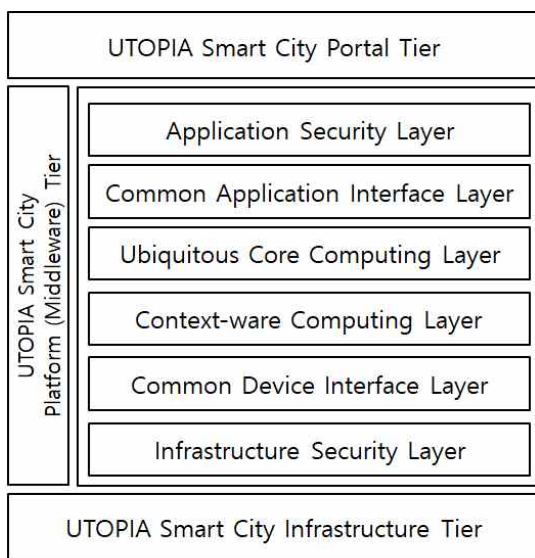 UTOPIA Smart City Portal Tier
UTOPIA Smart City
Platform (Middleware) Tier
Application Security Layer
Common Application Interface Layer
Ubiquitous Core Computing Layer
Context-ware Computing Layer
Common Device Interface Layer
Infrastructure Security Layer
UTOPIA Smart City Infrastructure Tier